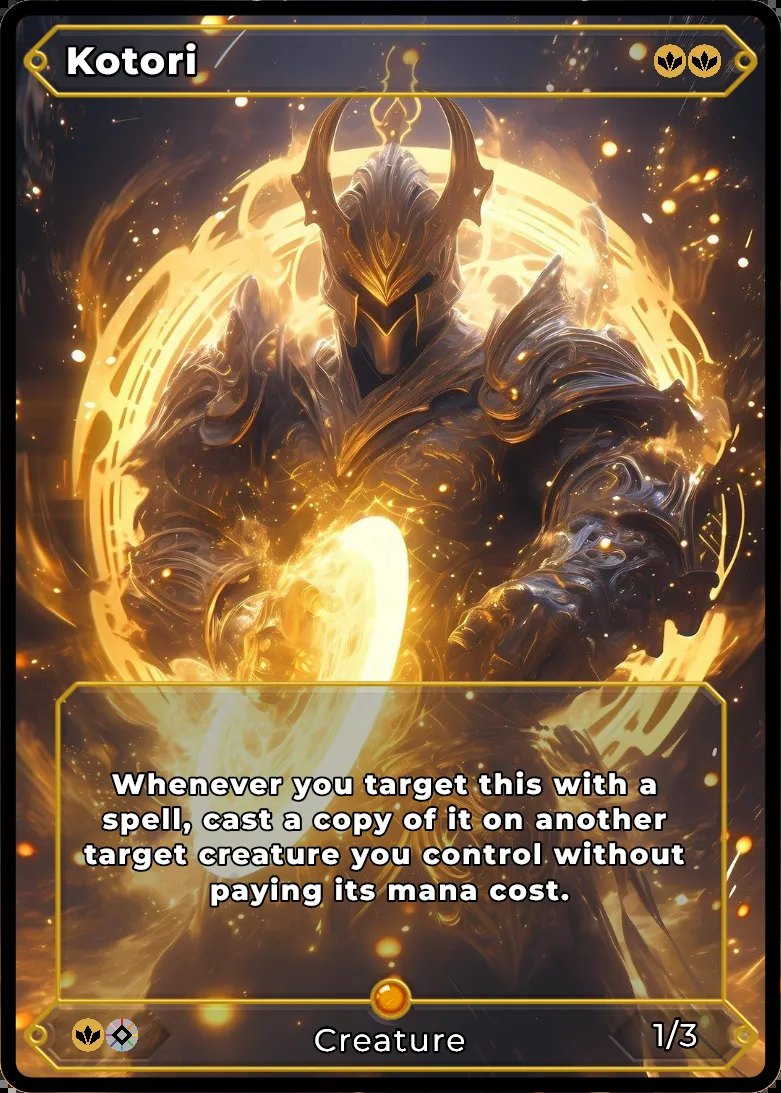 Kotori
Whenever you target this with a
spell, cast a copy of it on another
target creature you control without
paying its mana cost.
Creature
1/3